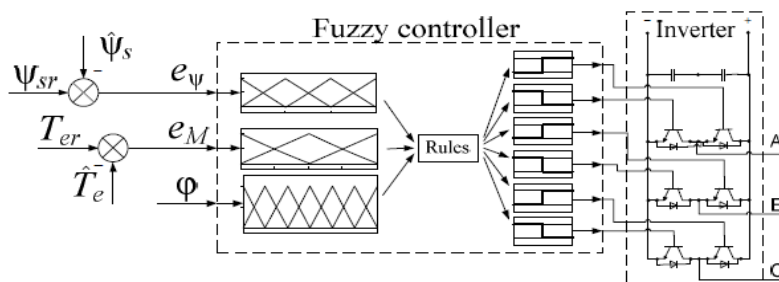 Fuzzy controller
Inverter
- +
ψ̂s
-
ψsr
eψ
Ter
eM
-
T̂e
φ
Rules
A
B
C